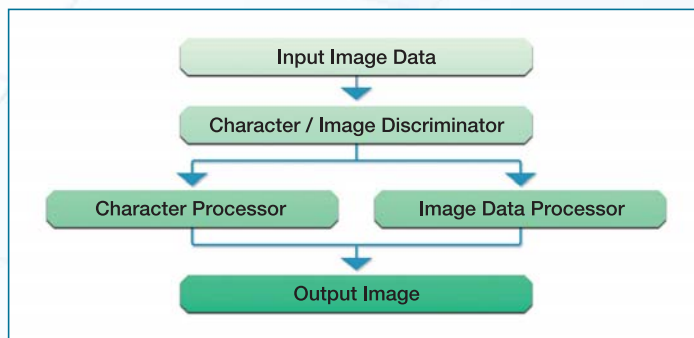 Input Image Data
Character / Image Discriminator
Character Processor
Image Data Processor
Output Image